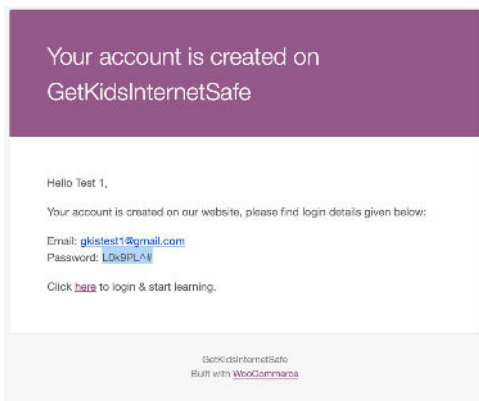 Your account is created on
GetKidsInternetSafe
Hello Test 1,
Your account is created on our website, please find login details given below:
Email: gkistest1@gmail.com
Password: L0k9PL^#
Click here to login & start learning.
GetKidsInternetSafe
Built with WooCommerce